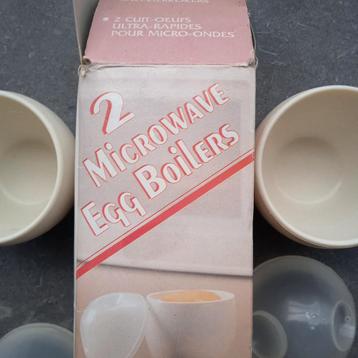 • 2 CUIT-OEUFS
ULTRA-RAPIDES
POUR MICRO-ONDES
2
MICROWAVE
EGG BOILERS